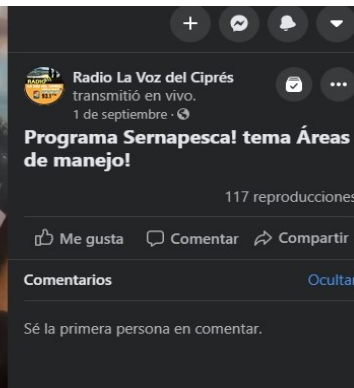 Radio La Voz del Ciprés
transmitió en vivo.
1 de septiembre ·
Programa Sernapesca! tema Áreas
de manejo!
117 reproducciones
Me gusta Comentar Compartir
Comentarios Ocultar
Sé la primera persona en comentar.